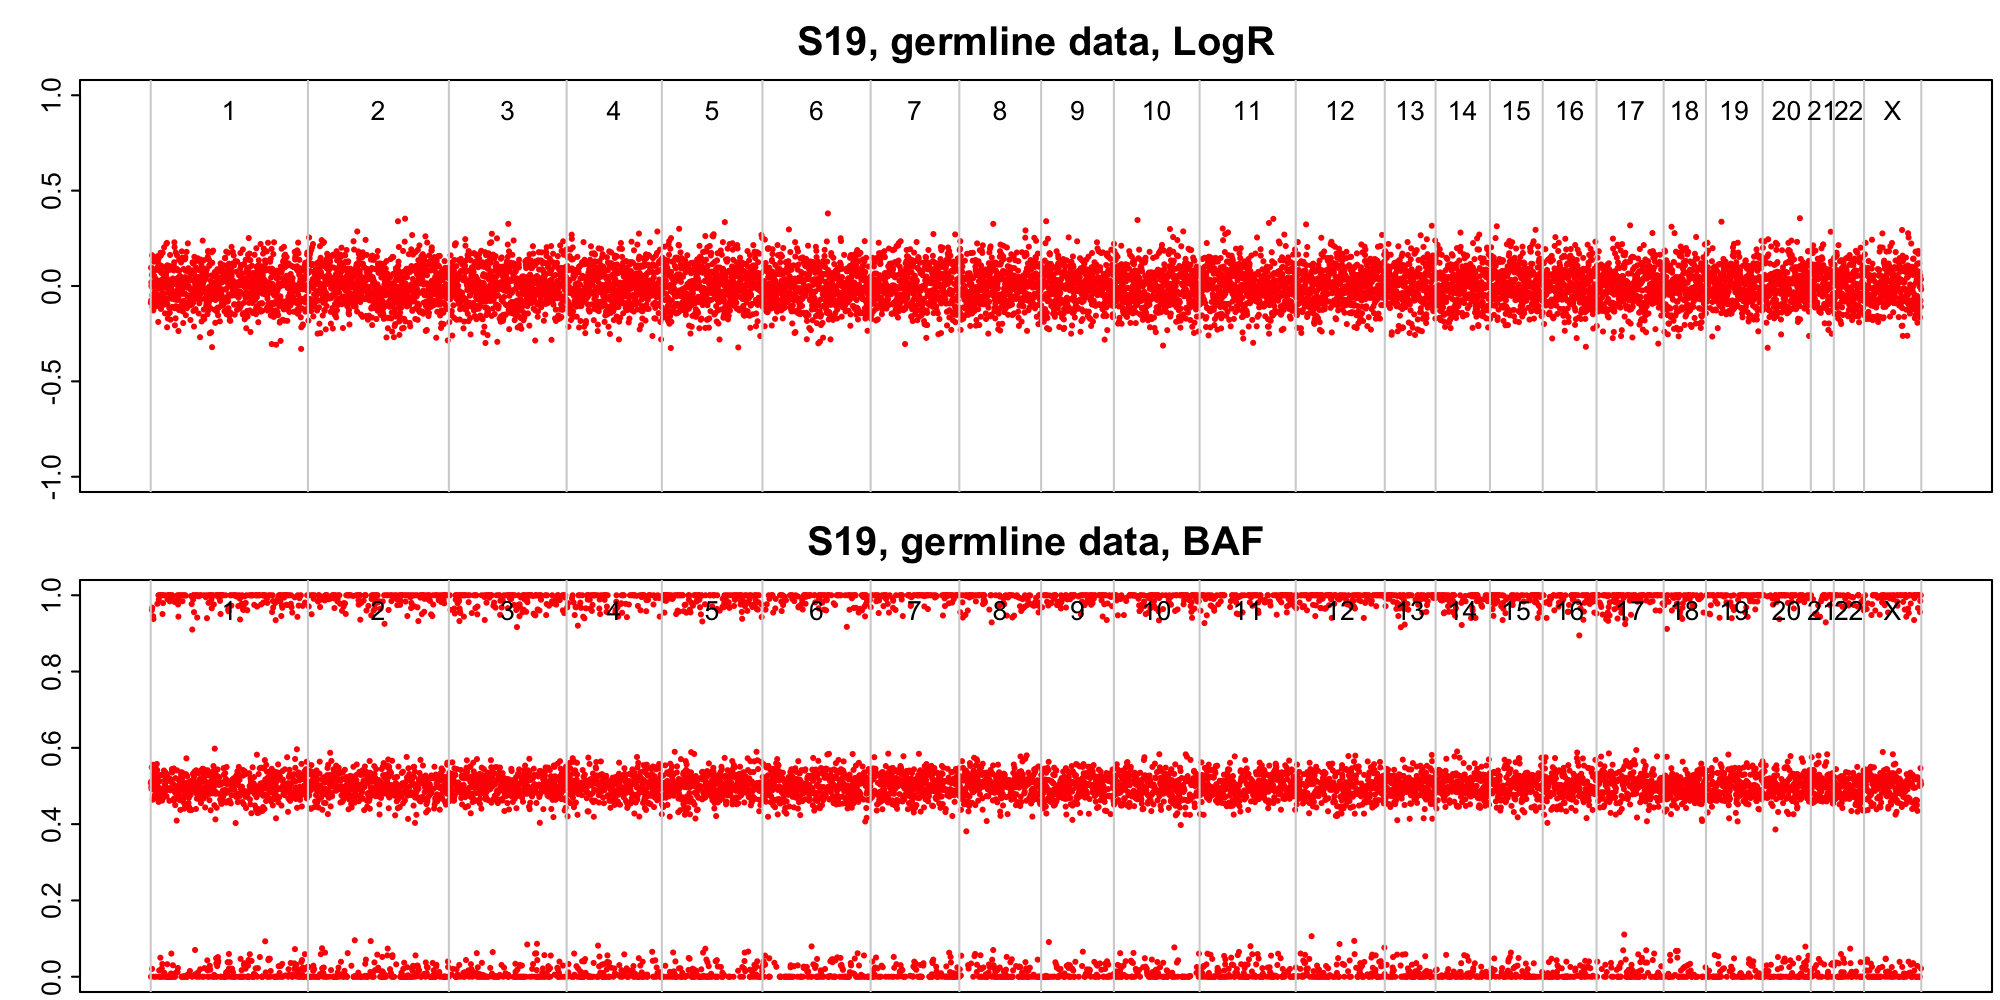 S19, germline data, LogR
1.0
0.5
0.0
-0.5
-1.0
1 2 3 4 5 6 7 8 9 10 11 12 13 14 15 16 17 18 19 20 21 22 X
S19, germline data, BAF
1.0
0.8
0.6
0.4
0.2
0.0
1 2 3 4 5 6 7 8 9 10 11 12 13 14 15 16 17 18 19 20 21 22 X